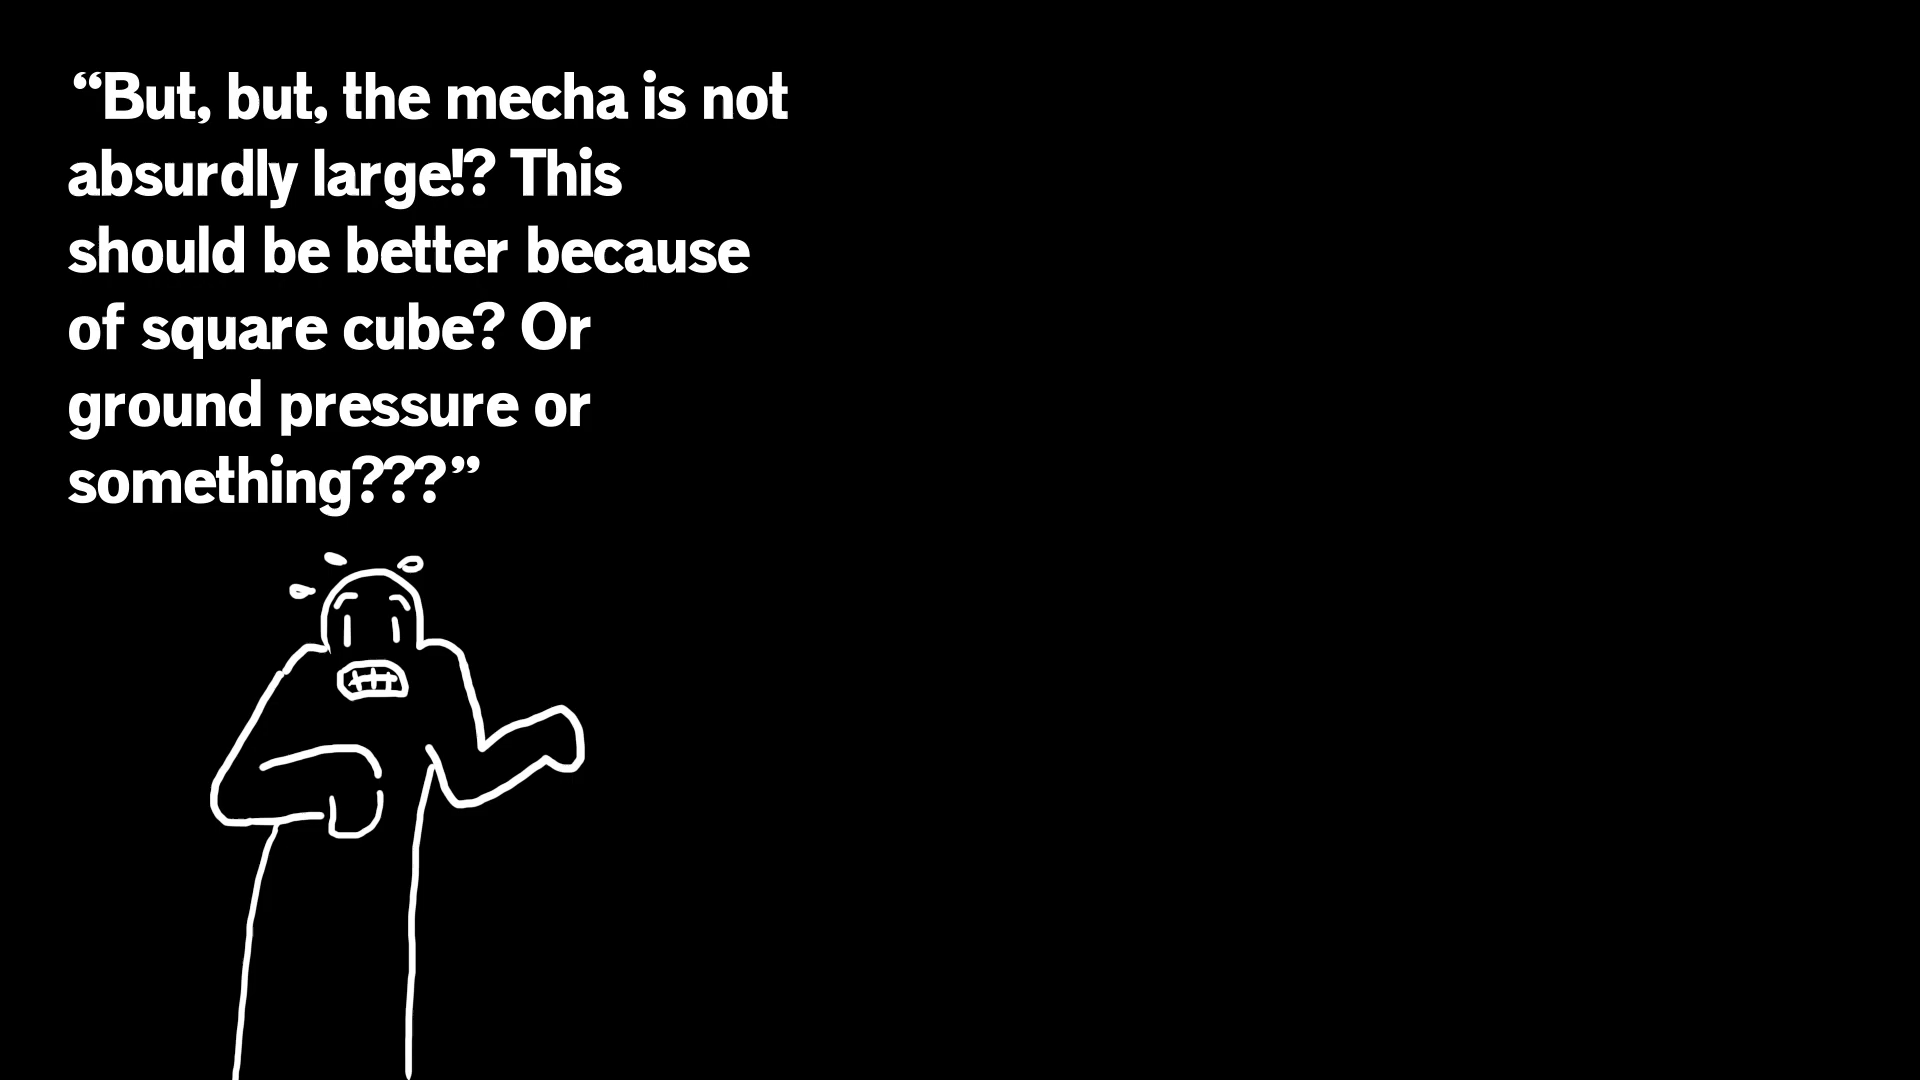 “But, but, the mecha is not
absurdly large!? This
should be better because
of square cube? Or
ground pressure or
something???”